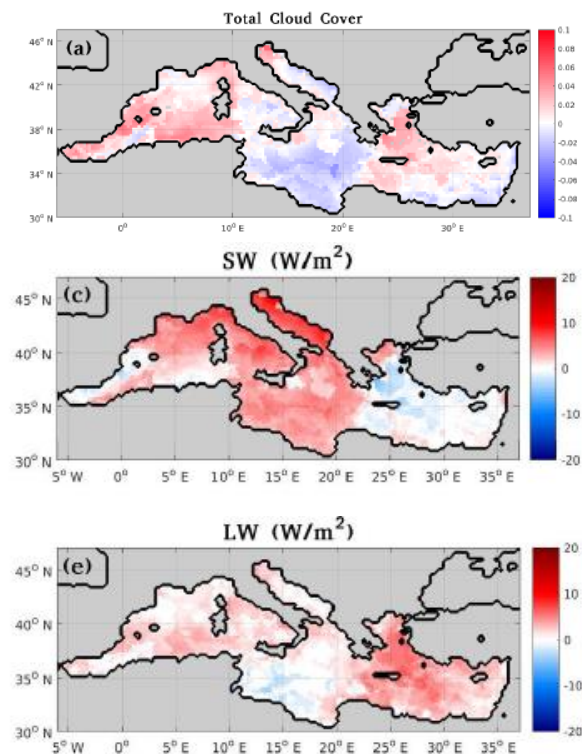 Total Cloud Cover
(a)
46° N
42° N
38° N
34° N
30° N
0° 10° E 20° E 30° E
0.1
0.08
0.06
0.04
0.02
0
-0.02
-0.04
-0.06
-0.08
-0.1
SW (W/m²)
(c)
45° N
40° N
35° N
30° N
5° W 0° 5° E 10° E 15° E 20° E 25° E 30° E 35° E
20
10
0
-10
-20
LW (W/m²)
(e)
45° N
40° N
35° N
30° N
5° W 0° 5° E 10° E 15° E 20° E 25° E 30° E 35° E
20
10
0
-10
-20